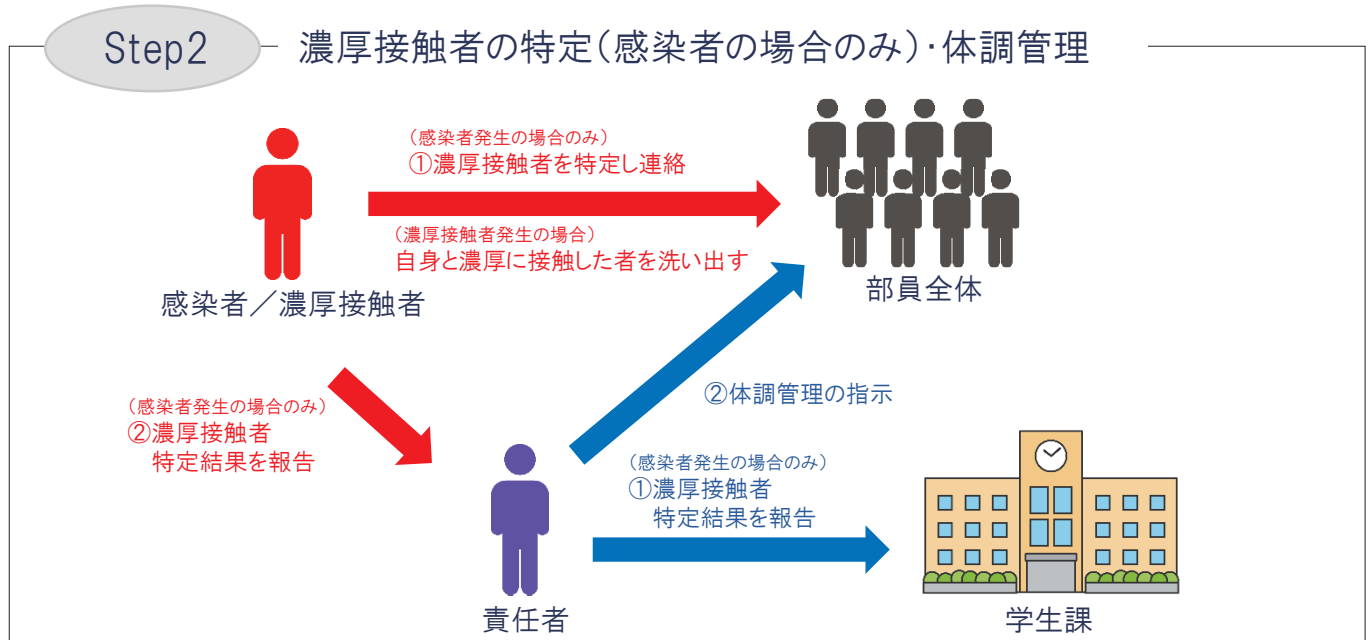 Step2
濃厚接触者の特定(感染者の場合のみ)・体調管理
(感染者発生の場合のみ)
①濃厚接触者を特定し連絡
(濃厚接触者発生の場合)
自身と濃厚に接触した者を洗い出す
感染者／濃厚接触者
部員全体
(感染者発生の場合のみ)
②濃厚接触者
特定結果を報告
②体調管理の指示
(感染者発生の場合のみ)
①濃厚接触者
特定結果を報告
責任者
学生課